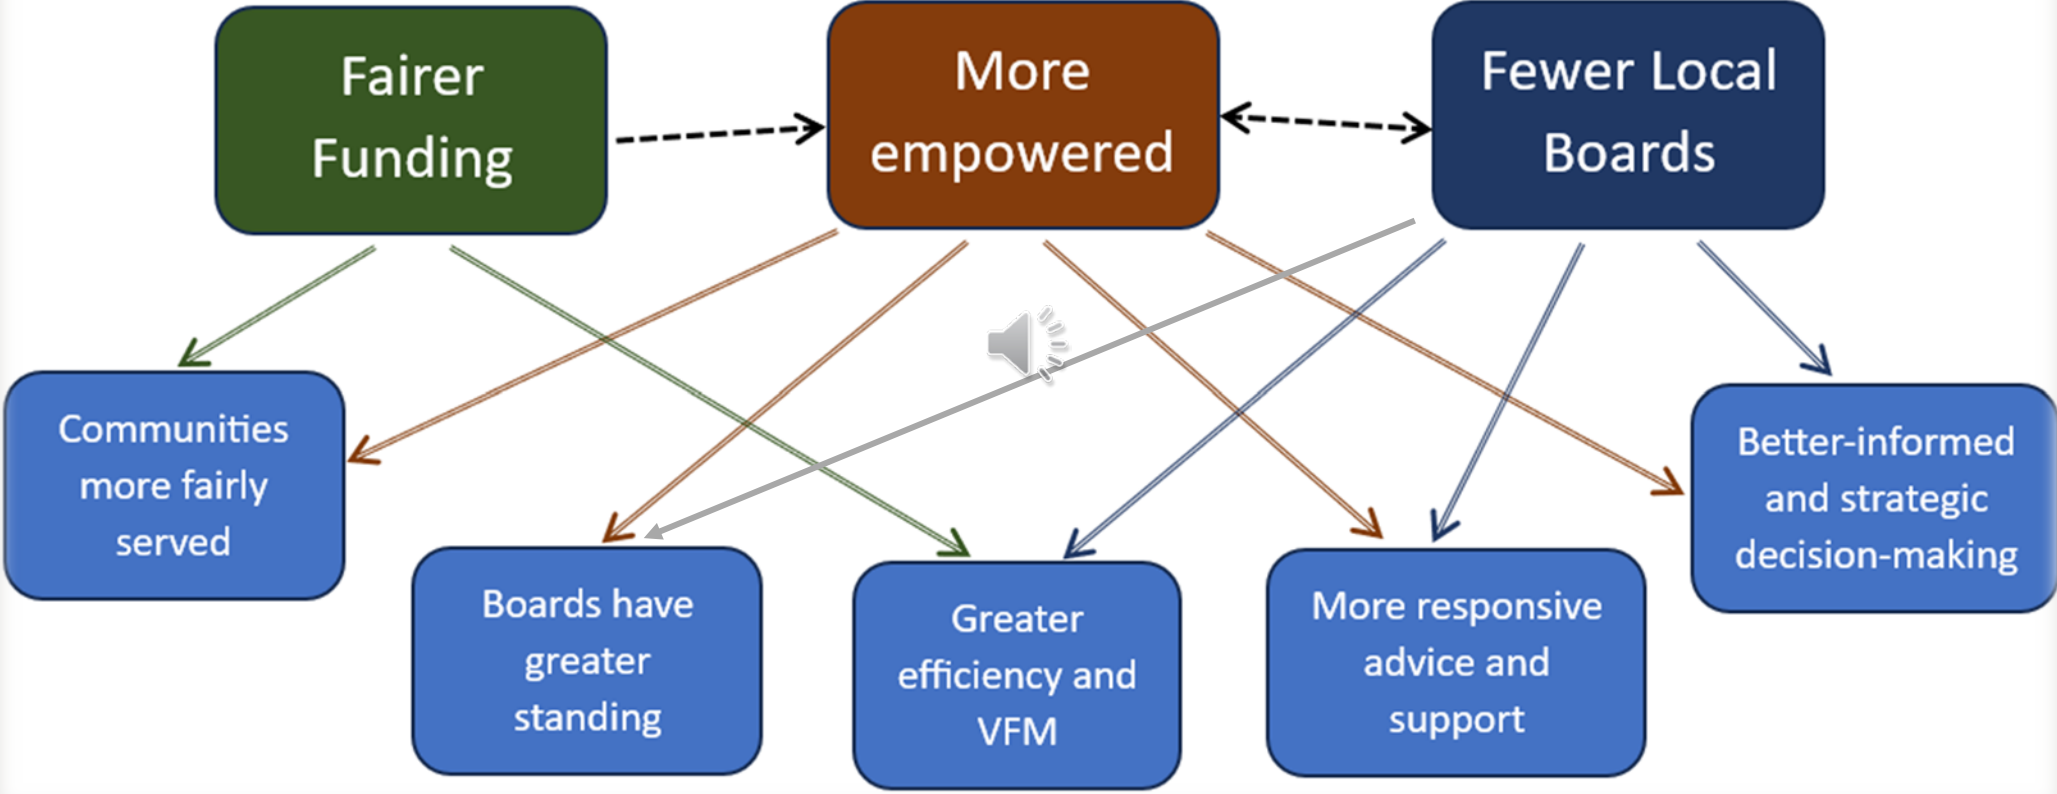 Fairer
Funding
More
empowered
Fewer Local
Boards
Communities
more fairly
served
Boards have
greater
standing
Greater
efficiency and
VFM
More responsive
advice and
support
Better-informed
and strategic
decision-making